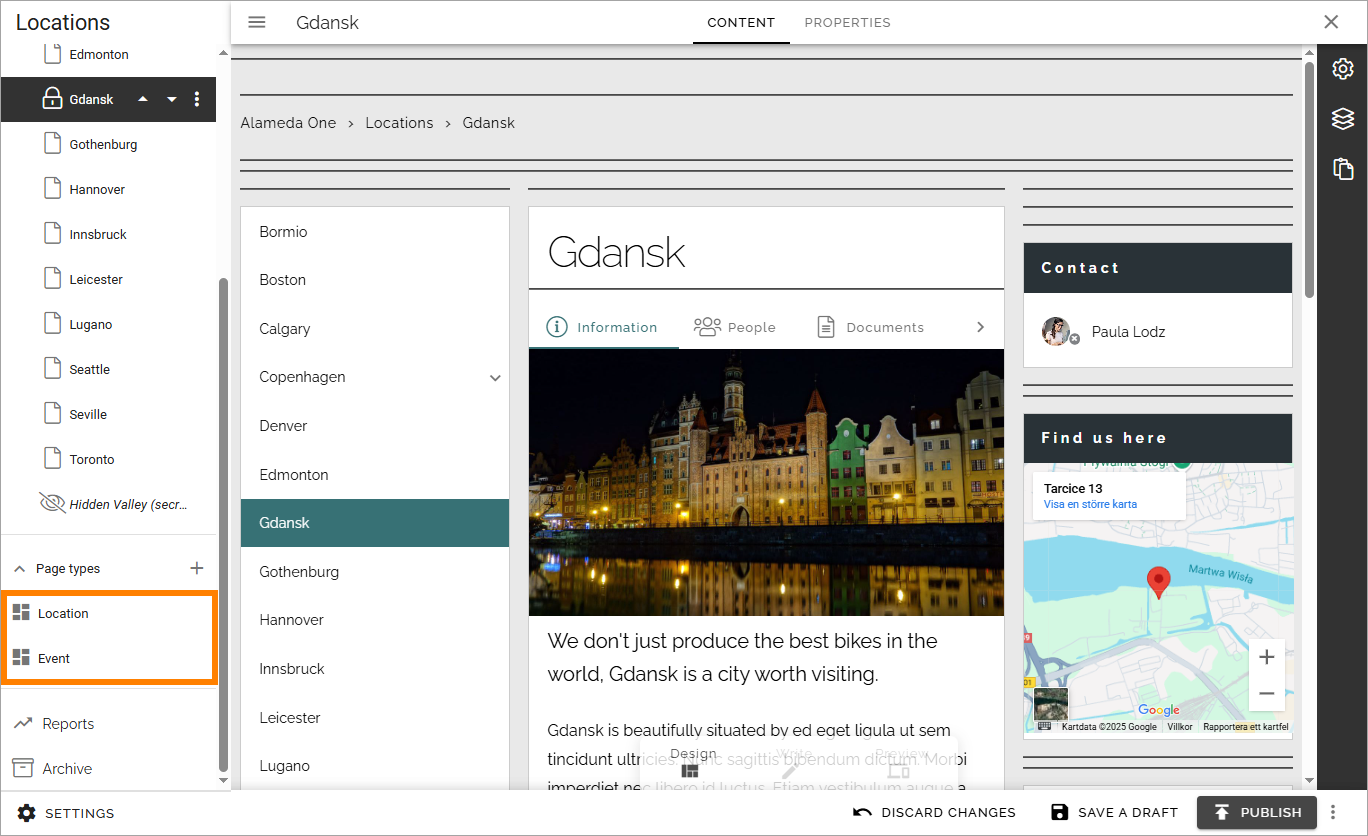 Locations
Gdansk
CONTENT
PROPERTIES
Edmonton
Gdansk
Gothenburg
Hannover
Innsbruck
Leicester
Lugano
Seattle
Seville
Toronto
Hidden Valley (secr...
Page types
Location
Event
Reports
Archive
SETTINGS
Alameda One > Locations > Gdansk
Bormio
Boston
Calgary
Copenhagen
Denver
Edmonton
Gdansk
Gothenburg
Hannover
Innsbruck
Leicester
Lugano
Gdansk
Information
People
Documents
We don't just produce the best bikes in the
world, Gdansk is a city worth visiting.
Gdansk is beautifully situated by ed eget ligula ut sem
tincidunt ultricies. Nunc sagittis bibendum dictum. Morbi
imperdiet nec libero id luctus. Etiam vestibulum augue a
Design
Write
Preview
Contact
Paula Lodz
Find us here
Pływalnia Stogi
Tarcice 13
Visa en större karta
Martwa Wisła
Google
Kartdata ©2025 Google
Villkor
Rapportera ett kartfel
DISCARD CHANGES
SAVE A DRAFT
PUBLISH